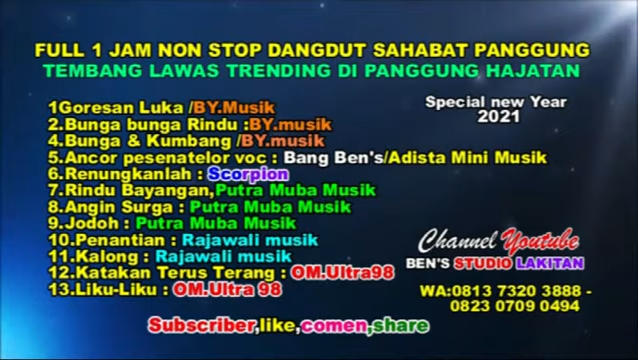 FULL 1 JAM NON STOP DANGDUT SAHABAT PANGGUNG
TEMBANG LAWAS TRENDING DI PANGGUNG HAJATAN
Special new Year
2021
1Goresan Luka /BY.Musik
2.Bunga bunga Rindu :BY.musik
4.Bunga & Kumbang /BY.musik
5.Ancor pesenatelor voc : Bang Ben's/Adista Mini Musik
6.Renungkanlah : Scorpion
7.Rindu Bayangan,Putra Muba Musik
8.Angin Surga : Putra Muba Musik
9.Jodoh : Putra Muba Musik
10.Penantian : Rajawali musik
11.Kalong : Rajawali musik
12.Katakan Terus Terang : OM.Ultra98
13.Liku-Liku : OM.Ultra 98
Channel Youtube
BEN'S STUDIO LAKITAN
WA:0813 7320 3888 -
0823 0709 0494
Subscriber,like,comen,share